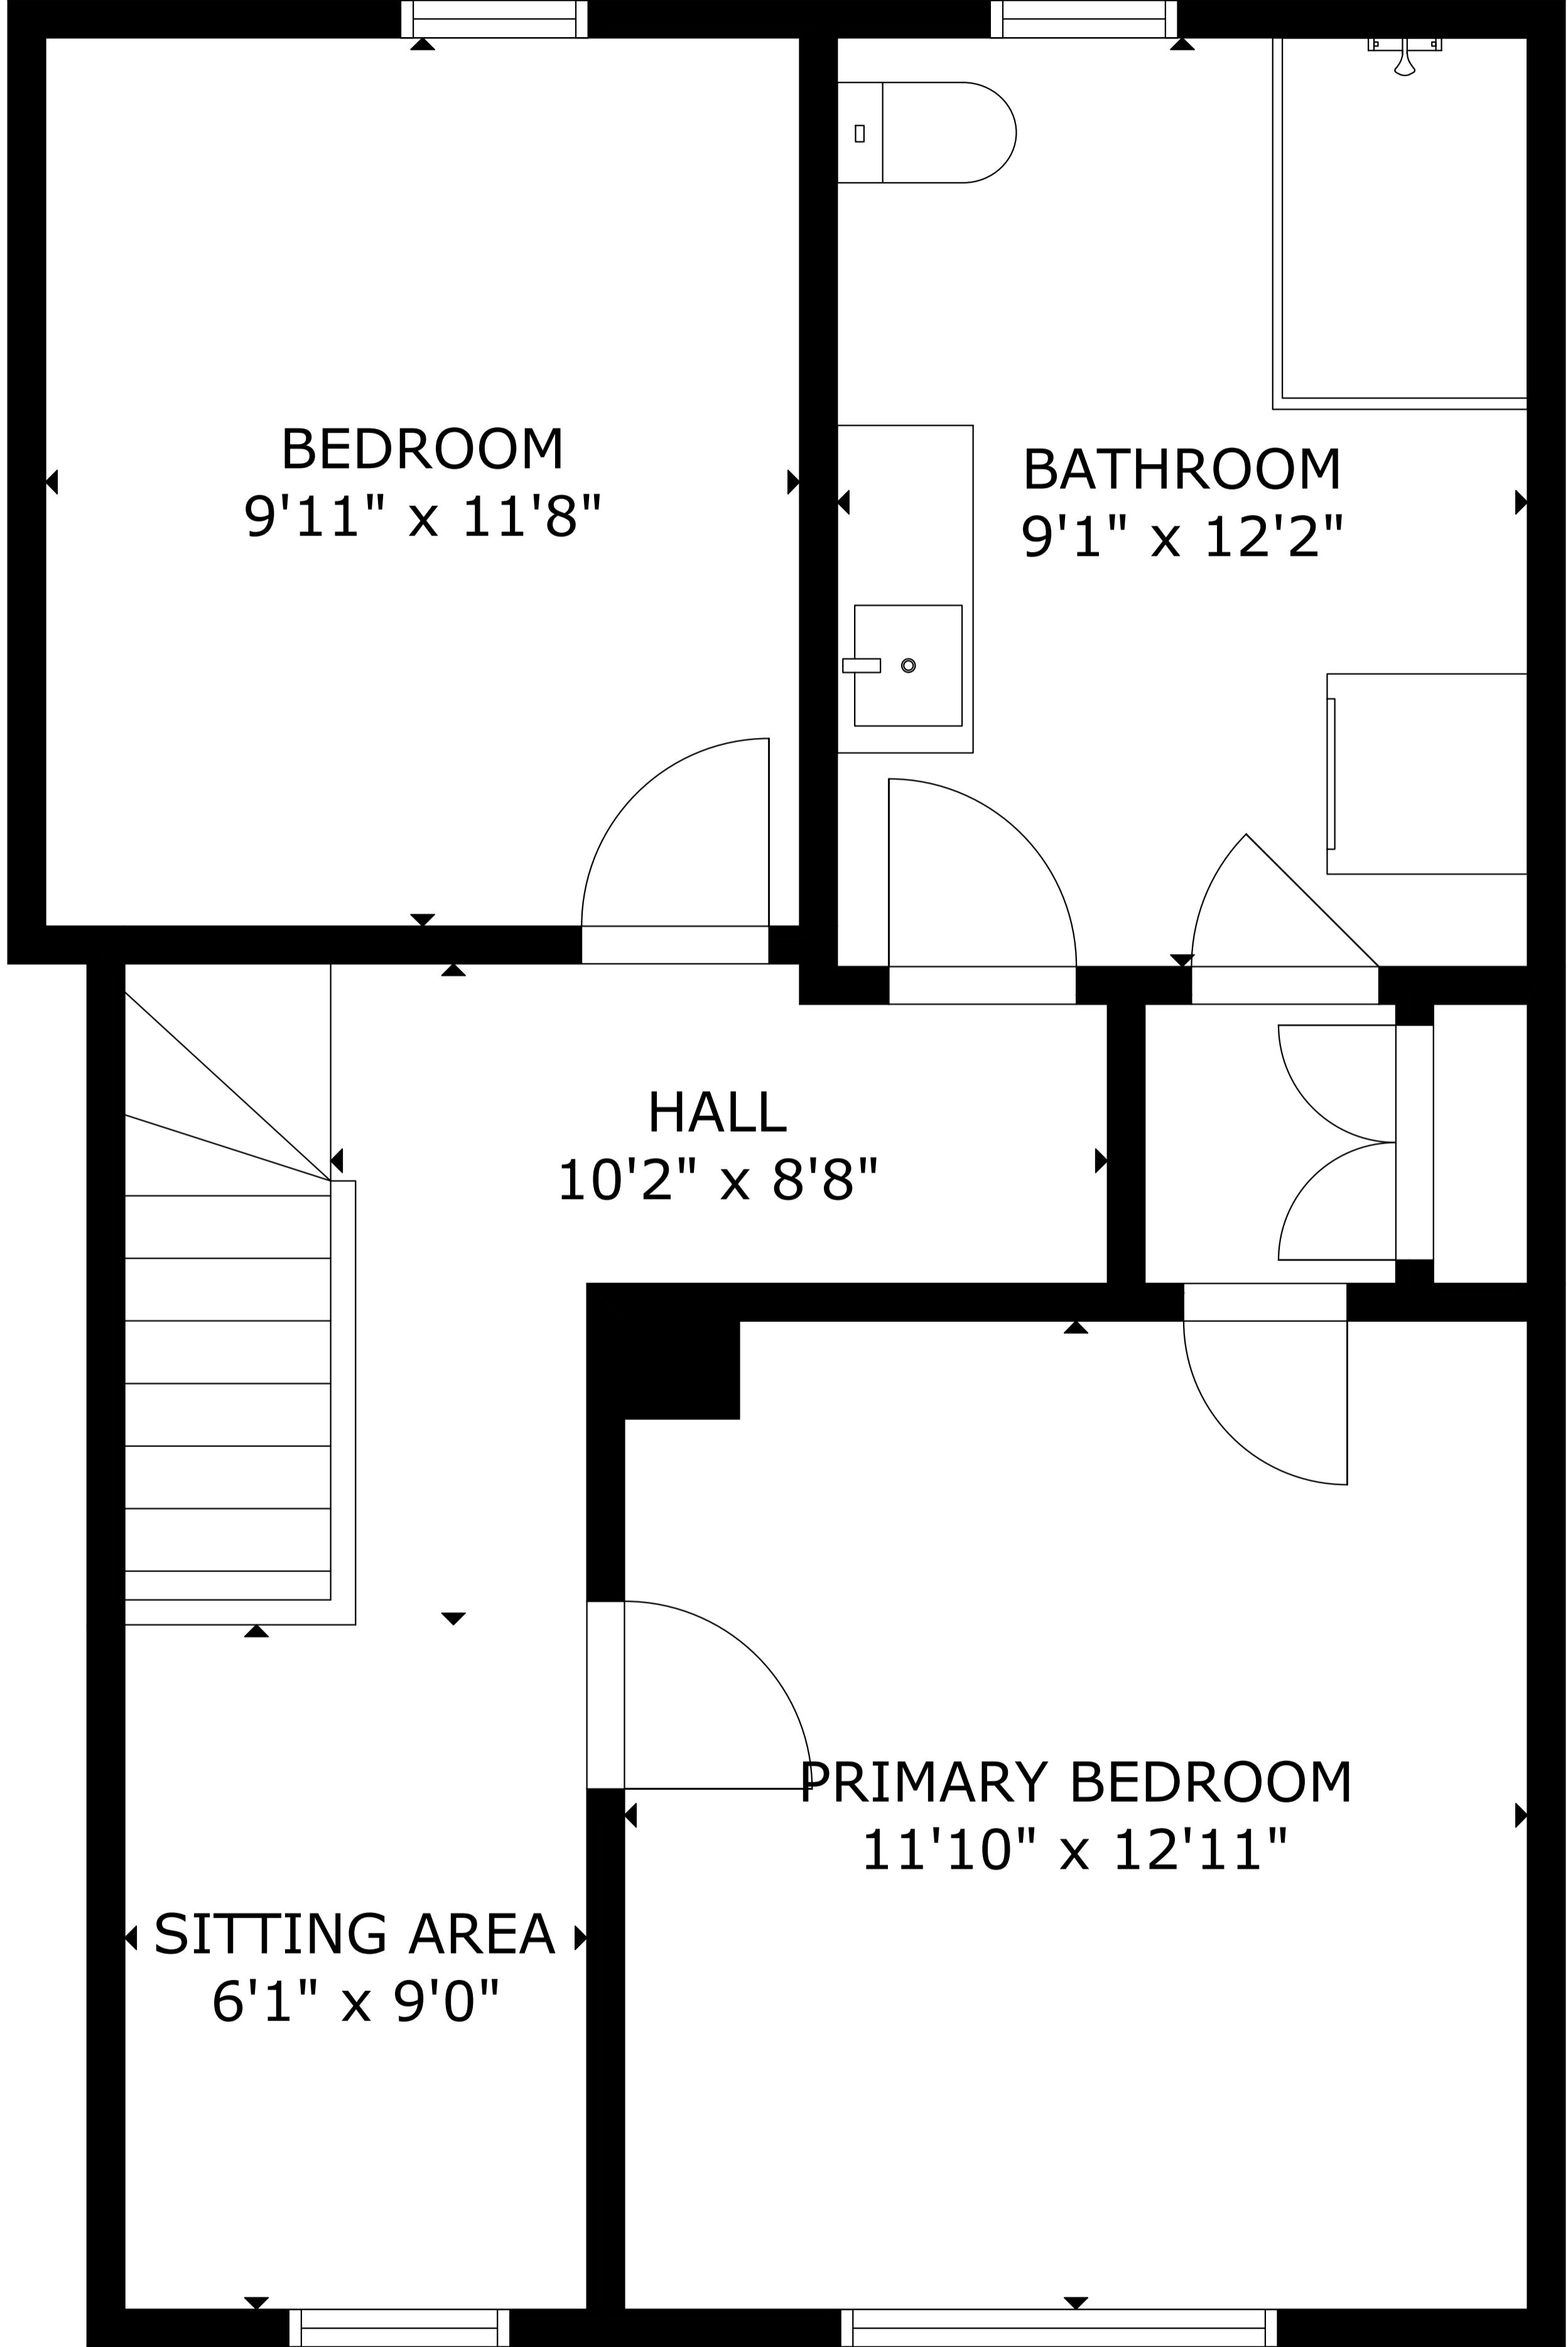 BEDROOM
9'11" x 11'8"
BATHROOM
9'1" x 12'2"
HALL
10'2" x 8'8"
PRIMARY BEDROOM
11'10" x 12'11"
SITTING AREA
6'1" x 9'0"